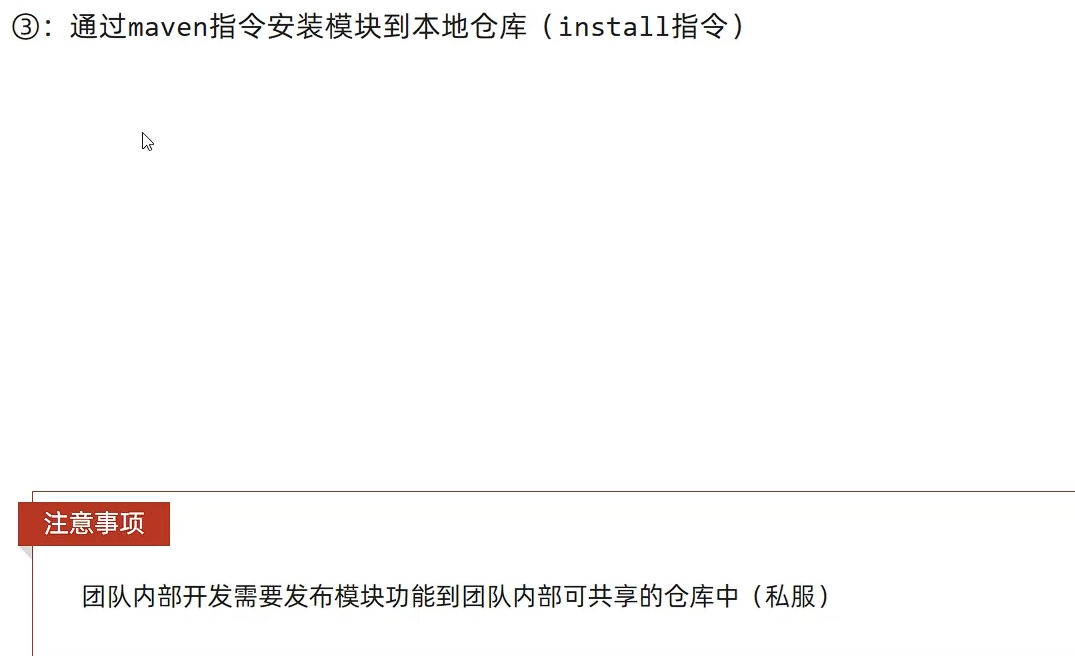 ③：通过maven指令安装模块到本地仓库（install指令）
注意事项
团队内部开发需要发布模块功能到团队内部可共享的仓库中（私服）